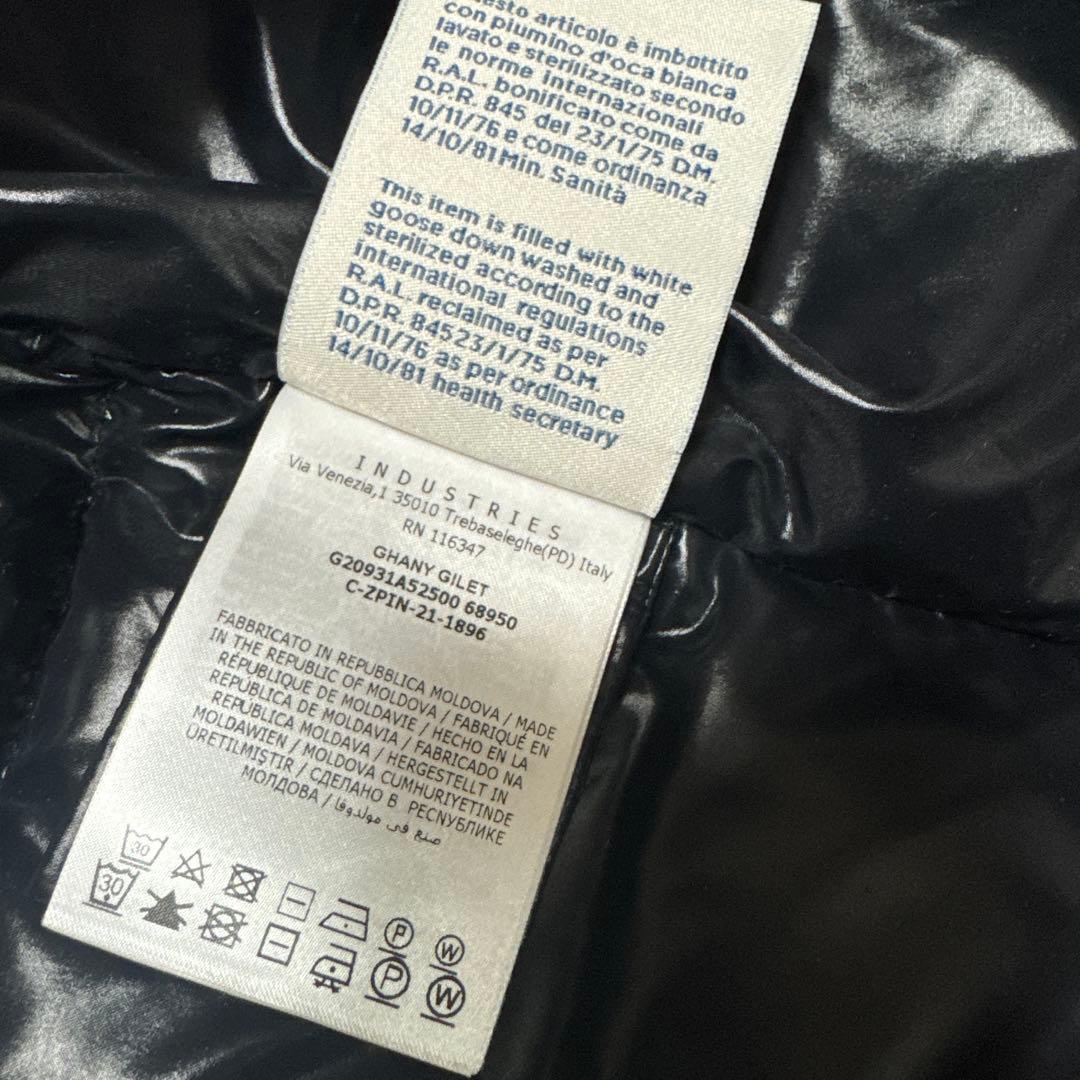 esto articolo è imbottito
con piumino d'oca bianca
lavato e sterilizzato secondo
le norme internazionali
R.A.L. bonificato come da
D.P.R. 845 del 23/1/75 D.M.
10/11/76 e come ordinanza
14/10/81 Min. Sanità
This item is filled with white
goose down washed and
sterilized according to the
international regulations
R.A.L. reclaimed as per
D.P.R. 845 23/1/75 D.M.
10/11/76 as per ordinance
14/10/81 health secretary
INDUSTRIES
Via Venezia,1 35010 Trebaseleghe(PD) Italy
RN 116347
GHANY GILET
G20931A52500 68950
C-ZPIN-21-1896
FABBRICATO IN REPUBBLICA MOLDOVA / MADE
IN THE REPUBLIC OF MOLDOVA / FABRIQUÉ EN
RÉPUBLIQUE DE MOLDAVIE / HECHO EN LA
REPÚBLICA DE MOLDAVIA / FABRICADO NA
REPÚBLICA MOLDAVA / HERGESTELLT IN
MOLDAWIEN / MOLDOVA CUMHURIYETINDE
ÜRETILMIŞTIR / СДЕЛАНО В РЕСПУБЛИКЕ
МОЛДОВА / صنع في مولدوفا
30
P
W
30
P
W